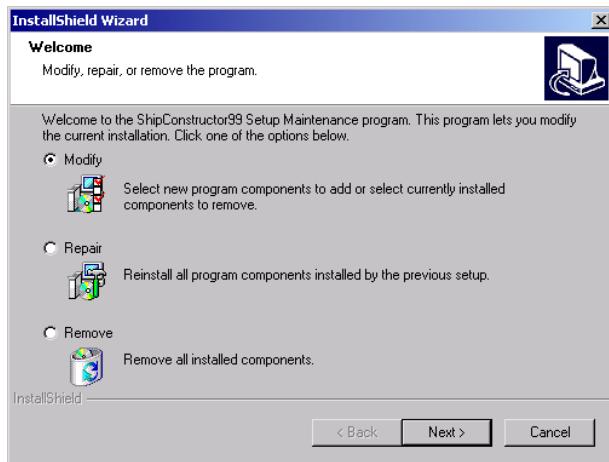 InstallShield Wizard
Welcome
Modify, repair, or remove the program.
Welcome to the ShipConstructor99 Setup Maintenance program. This program lets you modify
the current installation. Click one of the options below.
Modify
Select new program components to add or select currently installed
components to remove.
Repair
Reinstall all program components installed by the previous setup.
Remove
Remove all installed components.
InstallShield
< Back
Next >
Cancel